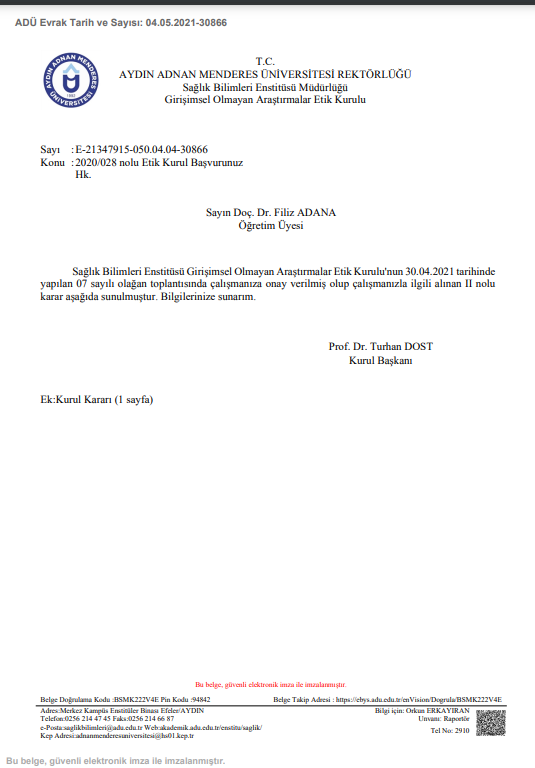 ADÜ Evrak Tarih ve Sayısı: 04.05.2021-30866
T.C.
AYDIN ADNAN MENDERES ÜNİVERSİTESİ REKTÖRLÜĞÜ
Sağlık Bilimleri Enstitüsü Müdürlüğü
Girişimsel Olmayan Araştırmalar Etik Kurulu
AYDIN ADNAN MENDERES
ÜNİVERSİTESİ
1992
Sayı : E-21347915-050.04.04-30866
Konu : 2020/028 nolu Etik Kurul Başvurunuz
Hk.
Sayın Doç. Dr. Filiz ADANA
Öğretim Üyesi
Sağlık Bilimleri Enstitüsü Girişimsel Olmayan Araştırmalar Etik Kurulu'nun 30.04.2021 tarihinde
yapılan 07 sayılı olağan toplantısında çalışmanıza onay verilmiş olup çalışmanızla ilgili alınan II nolu
karar aşağıda sunulmuştur. Bilgilerinize sunarım.
Prof. Dr. Turhan DOST
Kurul Başkanı
Ek:Kurul Kararı (1 sayfa)
Bu belge, güvenli elektronik imza ile imzalanmıştır.
Belge Doğrulama Kodu :BSMK222V4E Pin Kodu :94842 Belge Takip Adresi : https://ebys.adu.edu.tr/enVision/Dogrula/BSMK222V4E
Adres:Merkez Kampüs Enstitüler Binası Efeler/AYDIN Bilgi için: Orkun ERKAYIRAN
Telefon:0256 214 47 45 Faks:0256 214 66 87 Unvanı: Raportör
e-Posta:saglikbilimleri@adu.edu.tr Web:akademik.adu.edu.tr/enstitu/saglik/
Kep Adresi:adnanmenderesuniversitesi@hs01.kep.tr Tel No: 2910
Bu belge, güvenli elektronik imza ile imzalanmıştır.